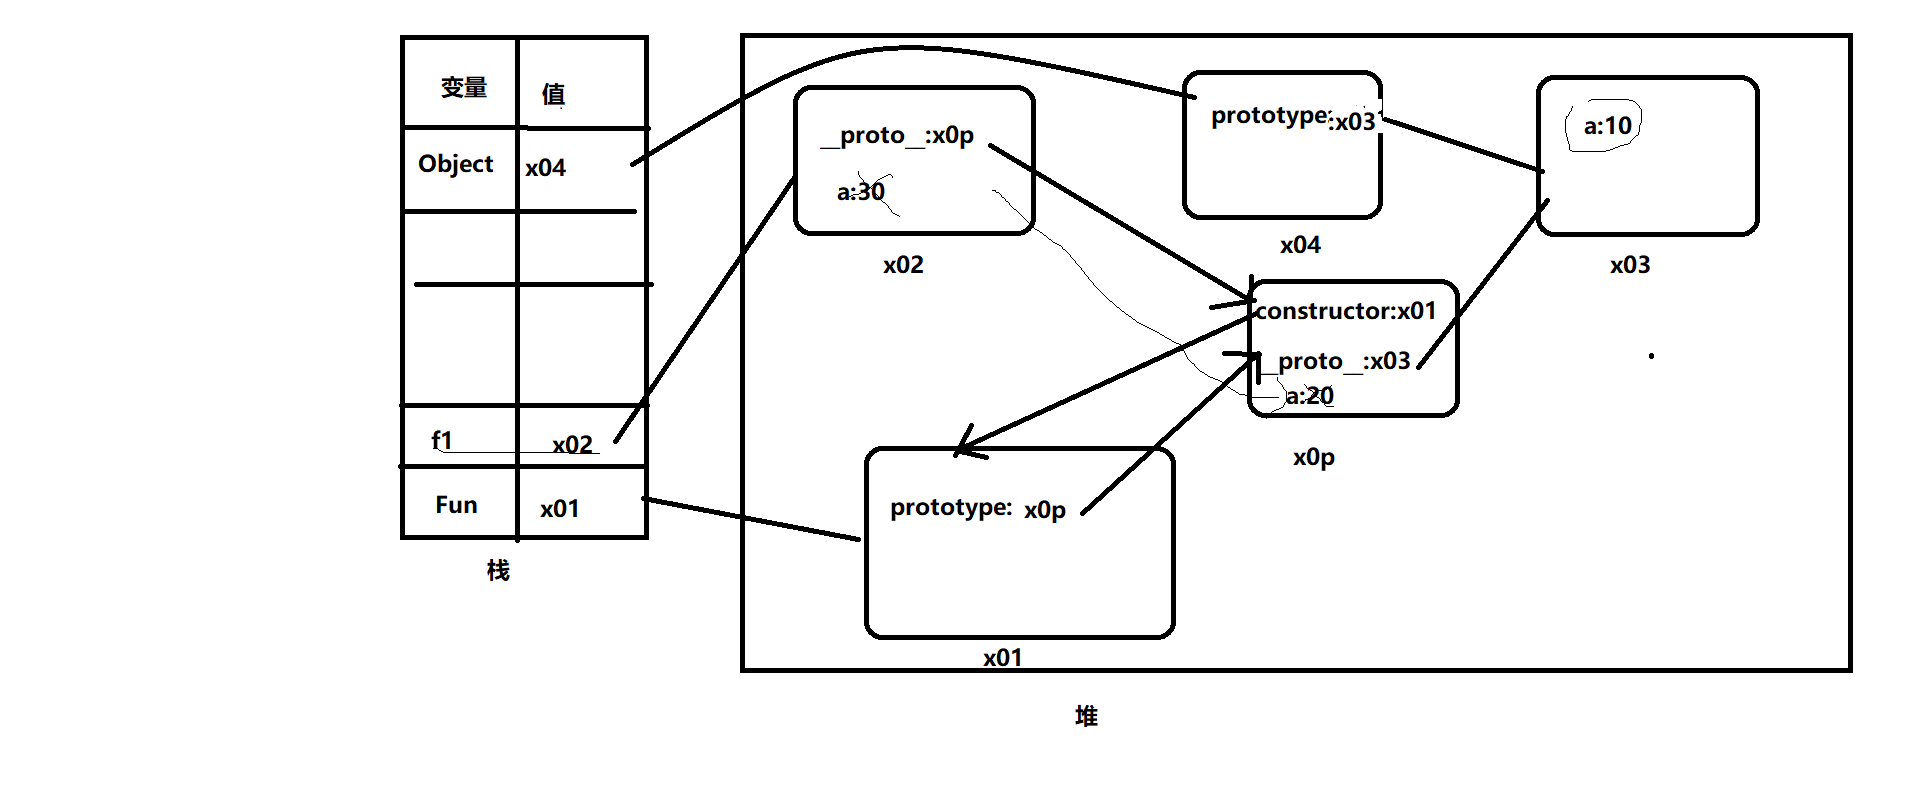 变量 值
Object x04
f1 x02
Fun x01
栈
__proto__:x0p
a:30
x02
prototype::x03
x04
a:10
x03
constructor:x01
__proto__:x03
a:20
x0p
prototype: x0p
x01
堆